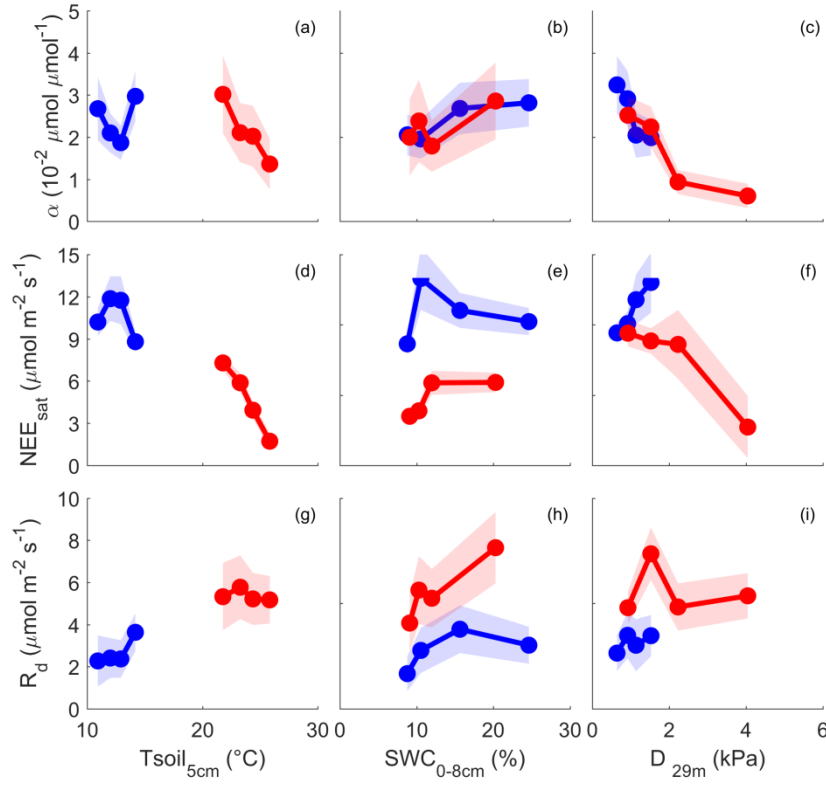 (a) (b) (c)
α (10⁻² μmol μmol⁻¹)
5
4
3
2
1
0
(d) (e) (f)
NEE_sat (μmol m⁻² s⁻¹)
15
12
9
6
3
0
(g) (h) (i)
R_d (μmol m⁻² s⁻¹)
10
8
6
4
2
0
10 20 30 0 10 20 30 0 2 4 6
Tsoil_5cm (°C) SWC_0-8cm (%) D_29m (kPa)